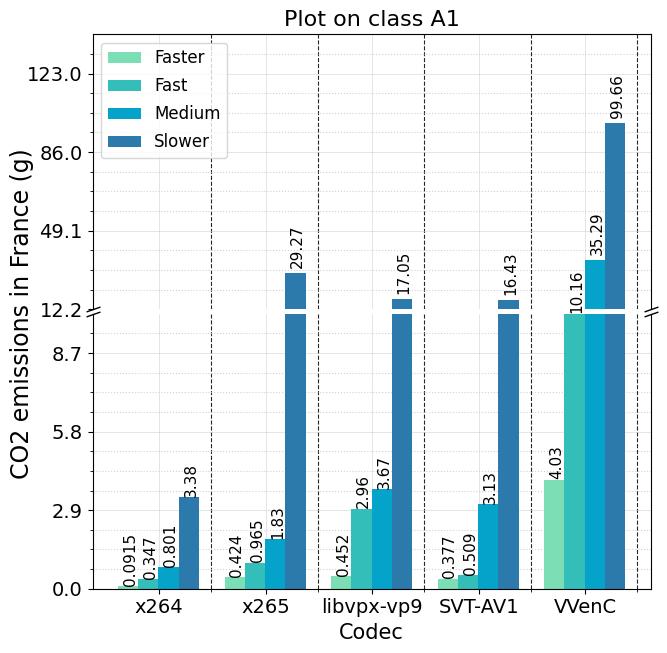 Plot on class A1
Faster
Fast
Medium
Slower
CO2 emissions in France (g)
123.0
86.0
49.1
12.2
8.7
5.8
2.9
0.0
0.0915
0.347
0.801
3.38
0.424
0.965
1.83
29.27
0.452
2.96
3.67
17.05
0.377
0.509
3.13
16.43
4.03
10.16
35.29
99.66
x264
x265
libvpx-vp9
SVT-AV1
VVenC
Codec